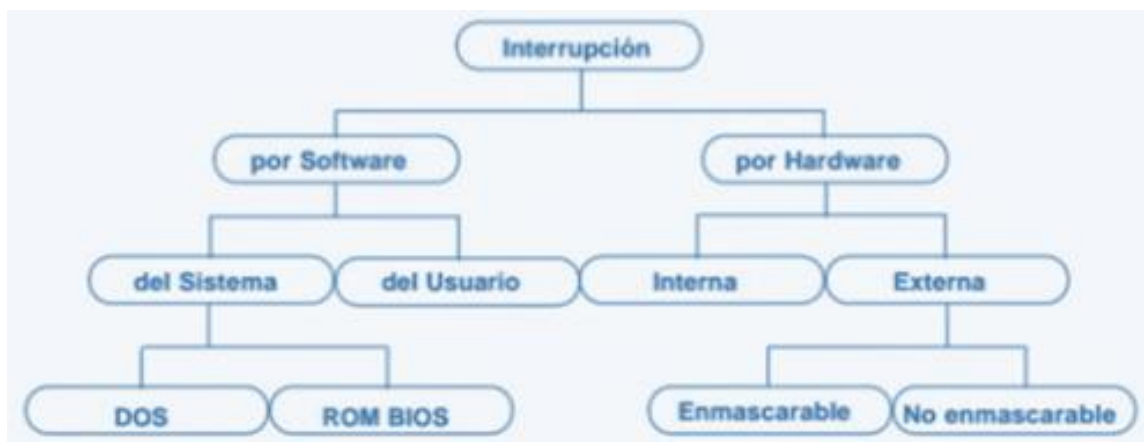 Interrupción
por Software
por Hardware
del Sistema
del Usuario
Interna
Externa
DOS
ROM BIOS
Enmascarable
No enmascarable